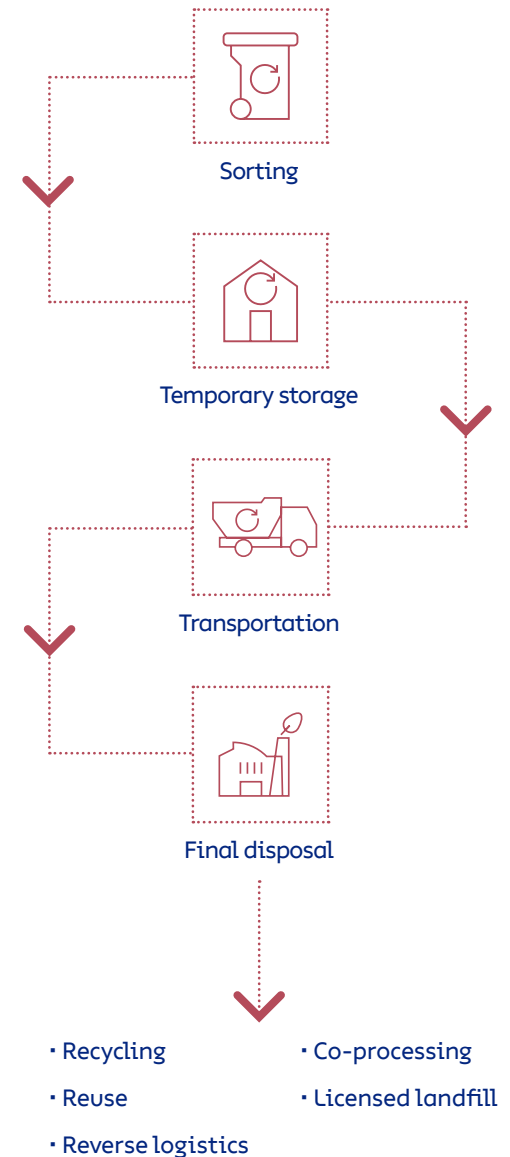 Sorting
Temporary storage
Transportation
Final disposal
· Recycling
· Reuse
· Reverse logistics
· Co-processing
· Licensed landfill